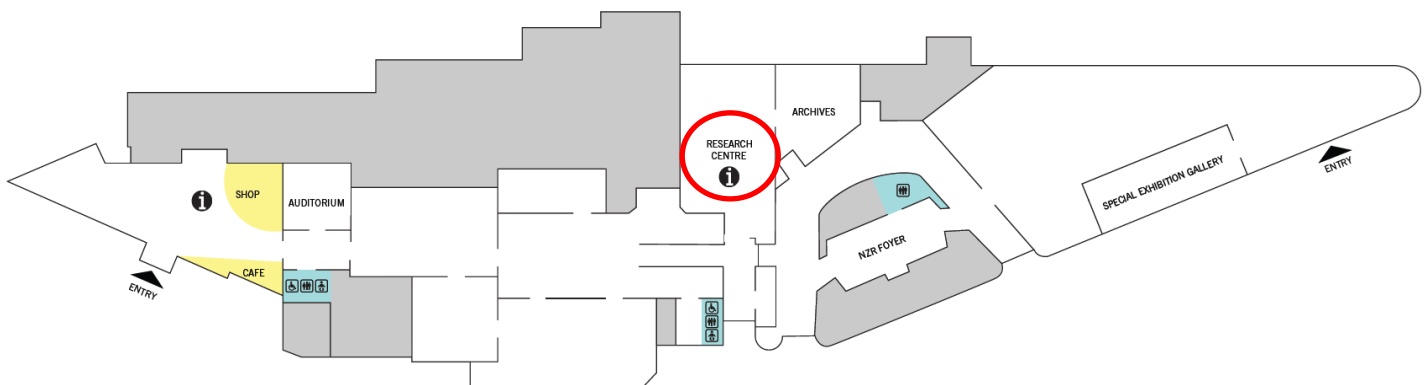 ARCHIVES
RESEARCH
CENTRE
i
SHOP
i
AUDITORIUM
SPECIAL EXHIBITION GALLERY
ENTRY
NZR FOYER
CAFE
ENTRY